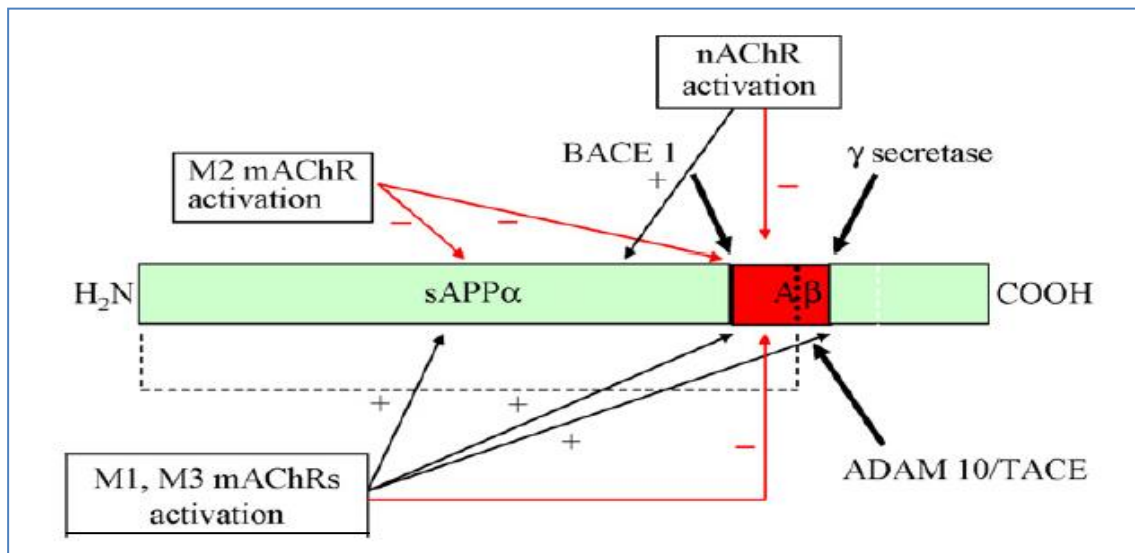 nAChR
activation
BACE 1
γ secretase
M2 mAChR
activation
+
−
−
−
H₂N
sAPPα
Aβ
COOH
+
+
+
−
M1, M3 mAChRs
activation
ADAM 10/TACE